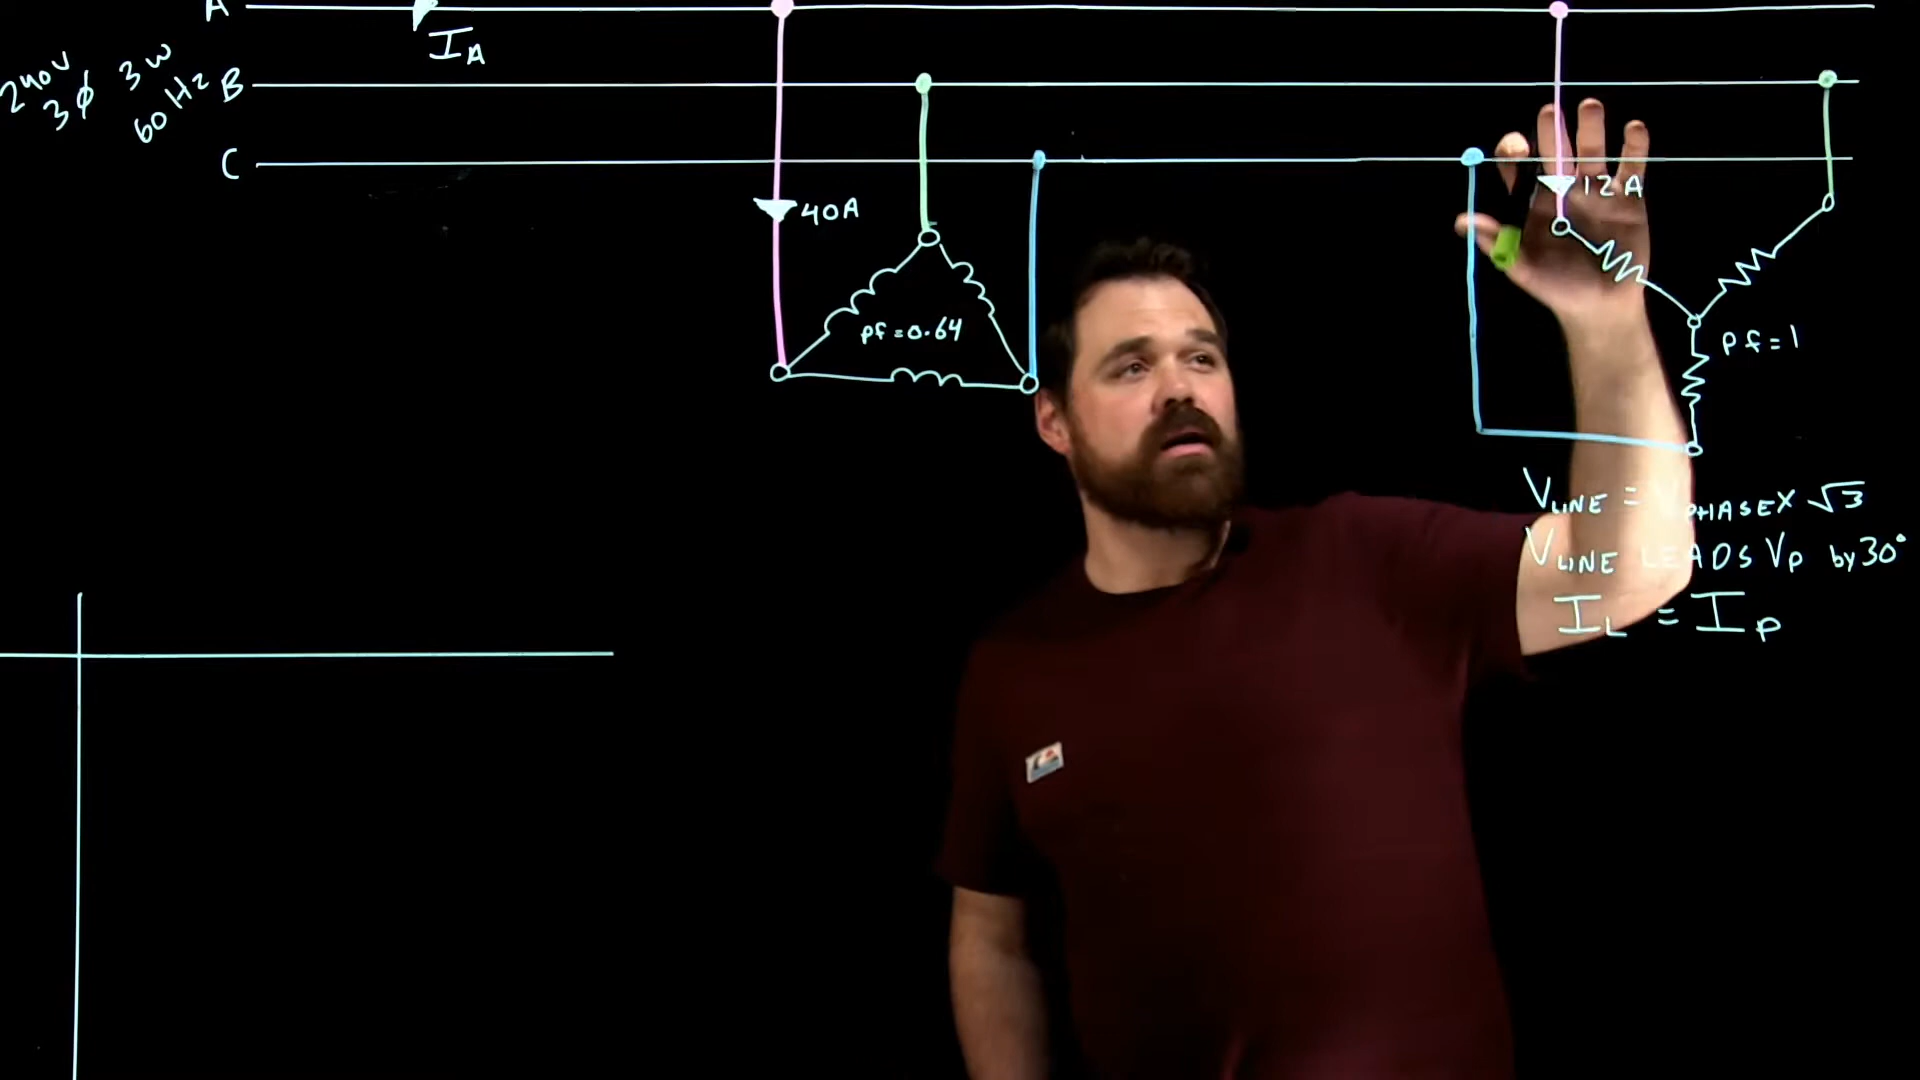 A
I_A
240V 3φ 3W 60Hz
B
C
40A
12A
pf=0.64
pf=1
V_LINE = PHASE X √3
V_LINE LEADS V_P by 30°
I_L = I_P